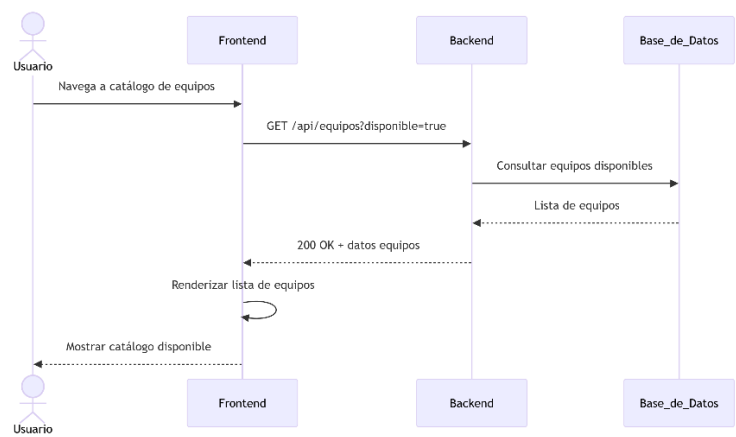 Usuario
Frontend
Backend
Base_de_Datos
Navega a catálogo de equipos
GET /api/equipos?disponible=true
Consultar equipos disponibles
Lista de equipos
200 OK + datos equipos
Renderizar lista de equipos
Mostrar catálogo disponible
Usuario
Frontend
Backend
Base_de_Datos